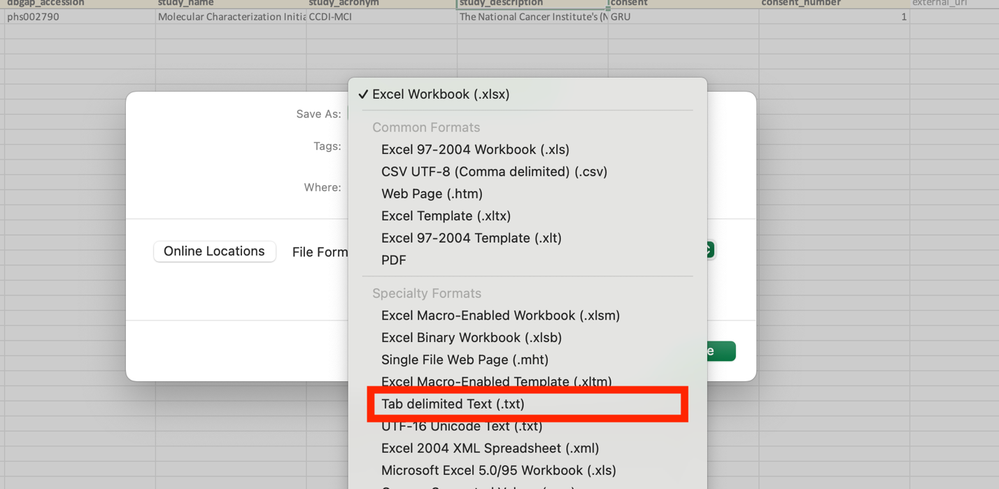 dbgap_accession study_name study_acronym study_description consent consent_number external_url
phs002790 Molecular Characterization Initia CCDI-MCI The National Cancer Institute's (N GRU 1
✓ Excel Workbook (.xlsx)
Save As:
Common Formats
Tags:
Excel 97-2004 Workbook (.xls)
CSV UTF-8 (Comma delimited) (.csv)
Where:
Web Page (.htm)
Excel Template (.xltx)
Excel 97-2004 Template (.xlt)
Online Locations File Form
PDF
Specialty Formats
Excel Macro-Enabled Workbook (.xlsm)
Excel Binary Workbook (.xlsb)
e
Single File Web Page (.mht)
Excel Macro-Enabled Template (.xltm)
Tab delimited Text (.txt)
UTF-16 Unicode Text (.txt)
Excel 2004 XML Spreadsheet (.xml)
Microsoft Excel 5.0/95 Workbook (.xls)